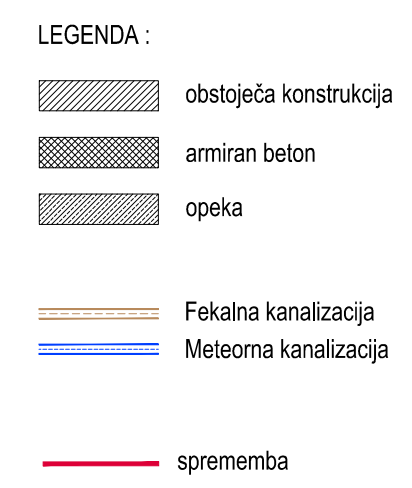 LEGENDA :
obstoječa konstrukcija
armiran beton
opeka
Fekalna kanalizacija
Meteorna kanalizacija
sprememba